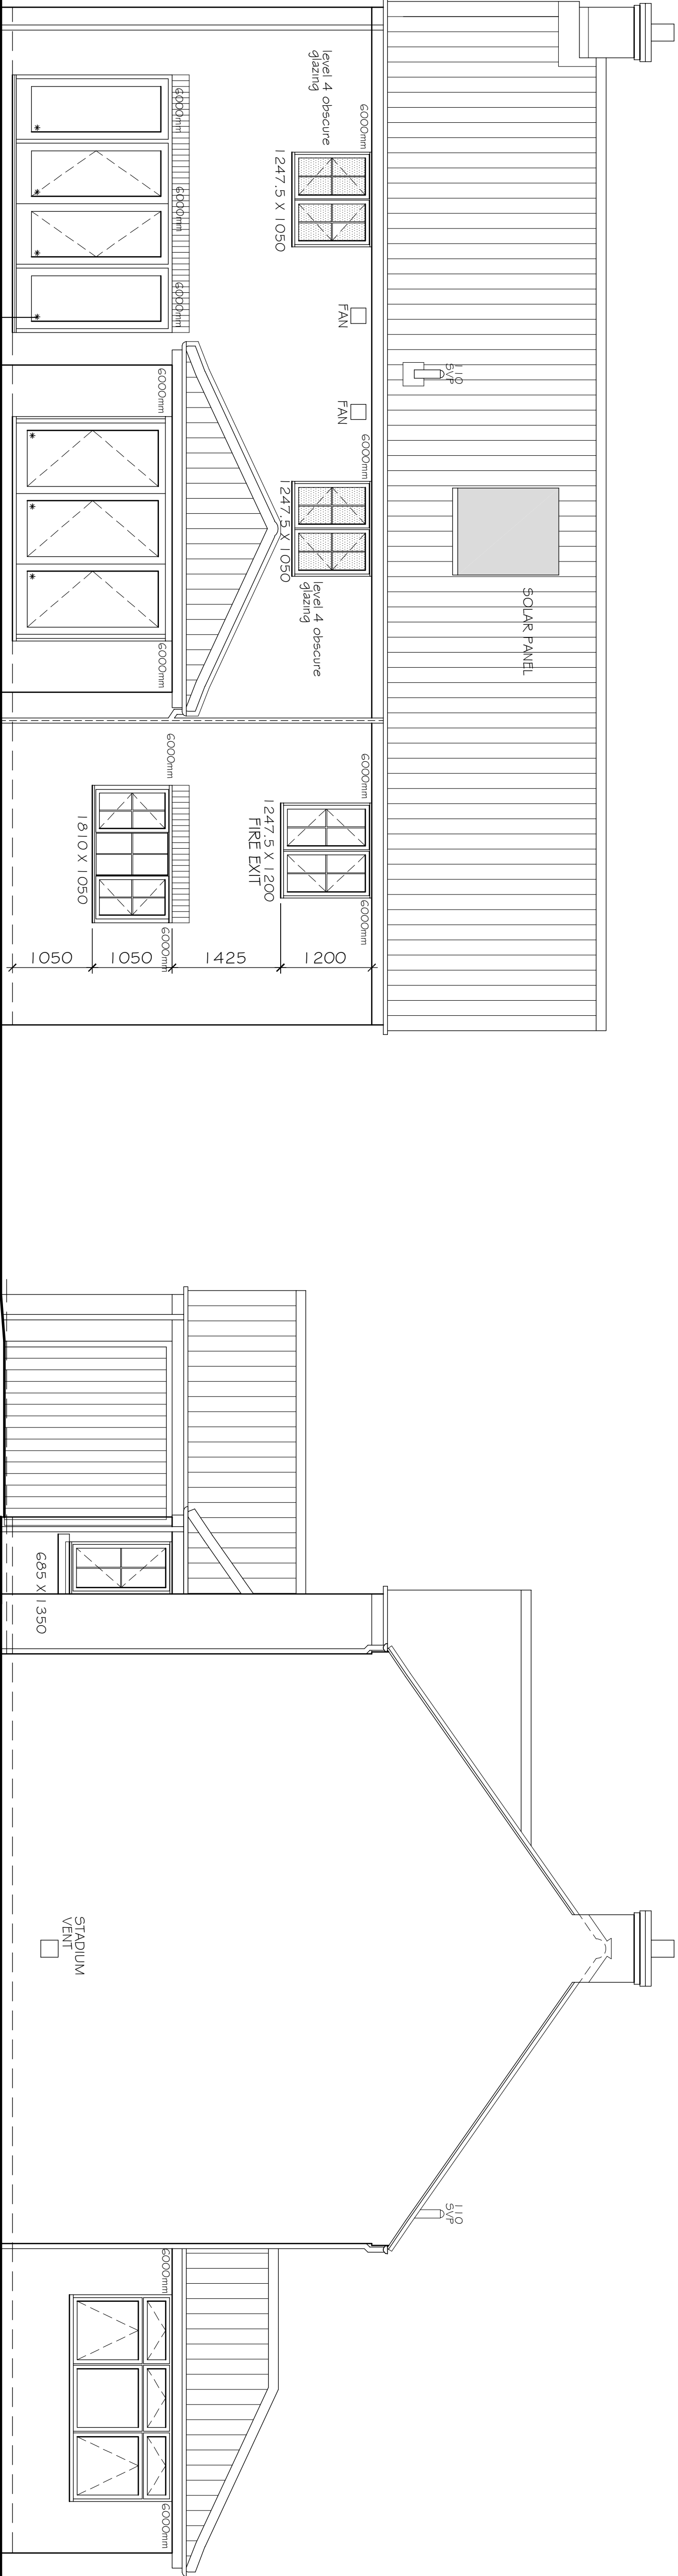 level 4 obscure
glazing
6000mm
1247.5 X 1050
6000mm
6000mm
6000mm
FAN
FAN
110
SVP
6000mm
1247.5 X 1050
level 4 obscure
glazing
SOLAR PANEL
6000mm
6000mm
6000mm
6000mm
1247.5 X 1200
FIRE EXIT
6000mm
1810 X 1050
6000mm
1050
1050
1425
1200
685 X 1350
STADIUM
VENT
110
SVP
6000mm
6000mm